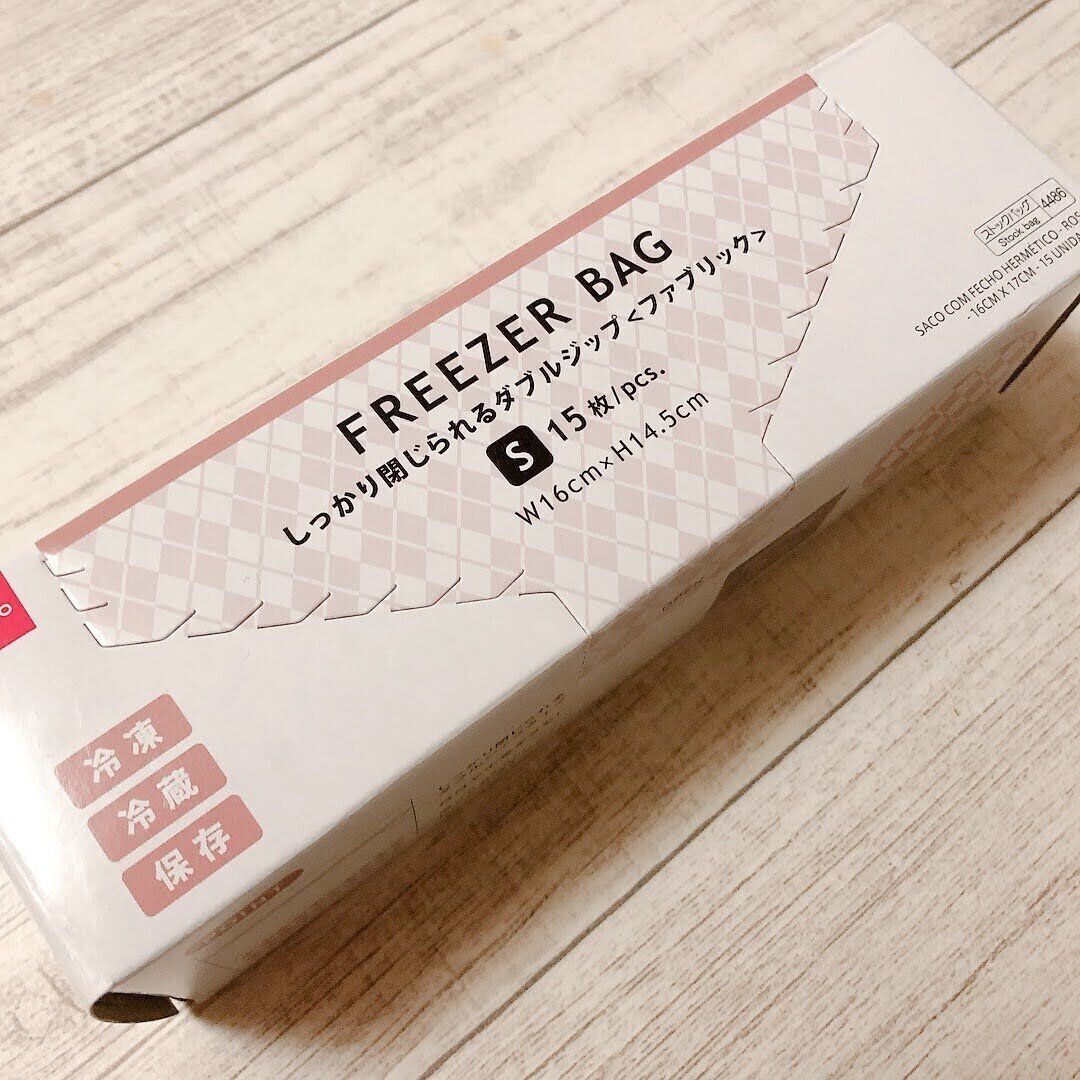 FREEZER BAG
しっかり閉じられるダブルジップ<ファブリック>
S 15枚/pcs.
W16cm×H14.5cm
ストックバッグ
Stock bag
4486
SACO COM FECHO HERMÉTICO - ROS
- 16CM X 17CM - 15 UNIDA
冷凍
冷蔵
保存